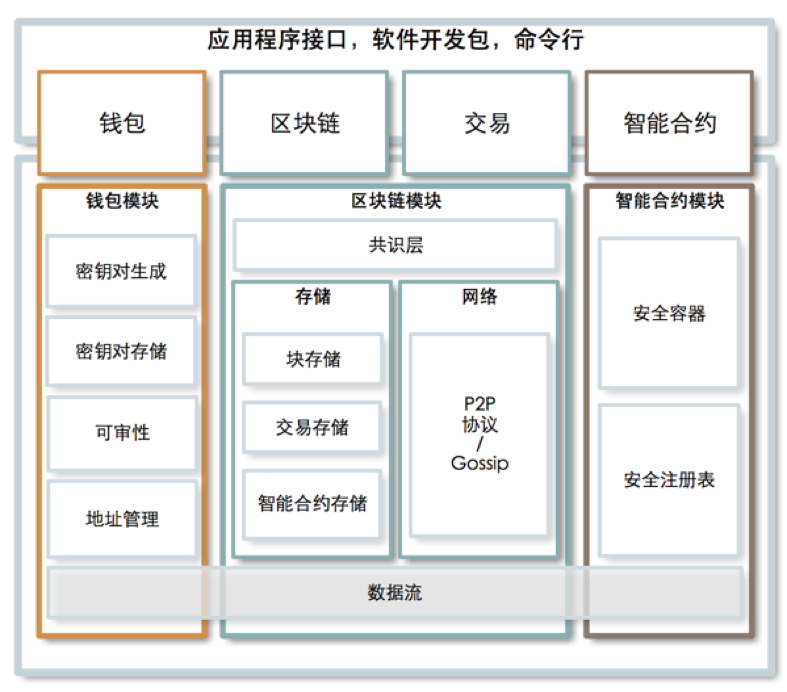 应用程序接口，软件开发包，命令行
钱包
区块链
交易
智能合约
钱包模块
密钥对生成
密钥对存储
可审性
地址管理
区块链模块
共识层
存储
块存储
交易存储
智能合约存储
网络
P2P
协议
/
Gossip
智能合约模块
安全容器
安全注册表
数据流